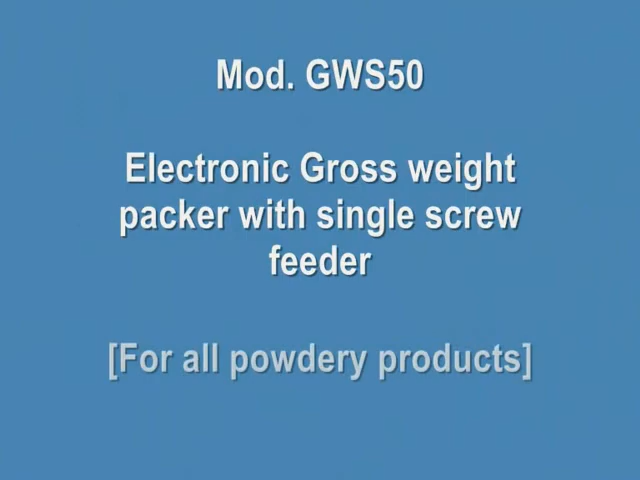 Mod. GWS50
Electronic Gross weight
packer with single screw
feeder
[For all powdery products]